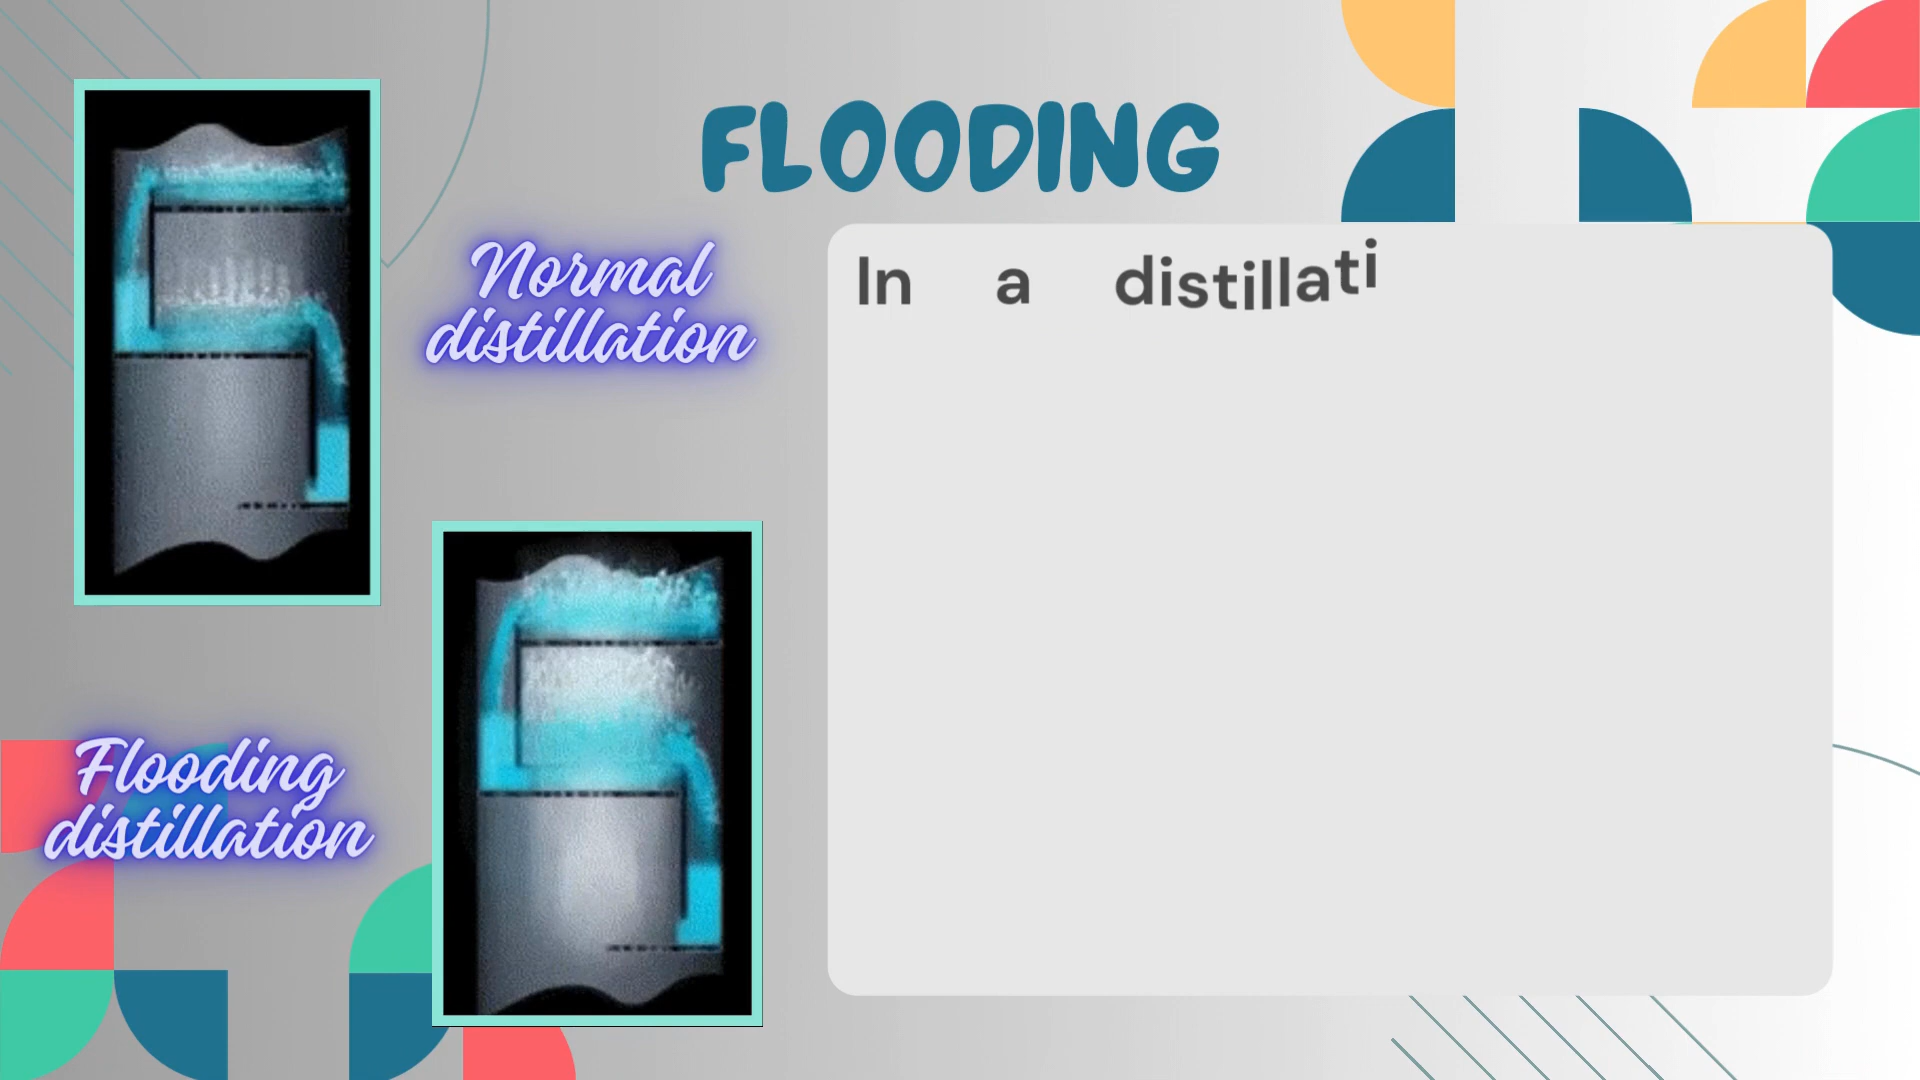 FLOODING
Normal
distillation
In a distillati
Flooding
distillation